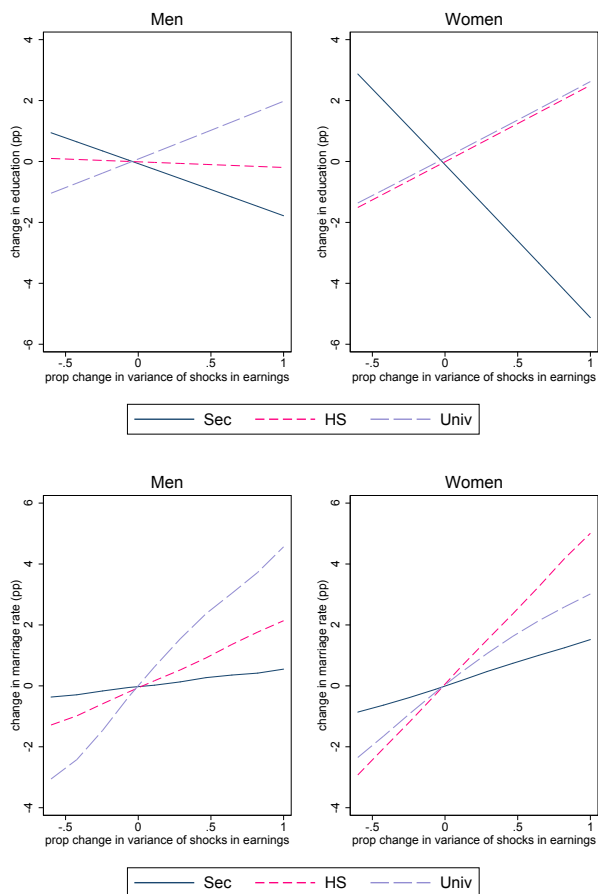 Men
Women
change in education (pp)
-6 -4 -2 0 2 4
-.5 0 .5 1
prop change in variance of shocks in earnings
change in education (pp)
-6 -4 -2 0 2 4
-.5 0 .5 1
prop change in variance of shocks in earnings
Sec HS Univ
Men
Women
change in marriage rate (pp)
-4 -2 0 2 4 6
-.5 0 .5 1
prop change in variance of shocks in earnings
change in marriage rate (pp)
-4 -2 0 2 4 6
-.5 0 .5 1
prop change in variance of shocks in earnings
Sec HS Univ